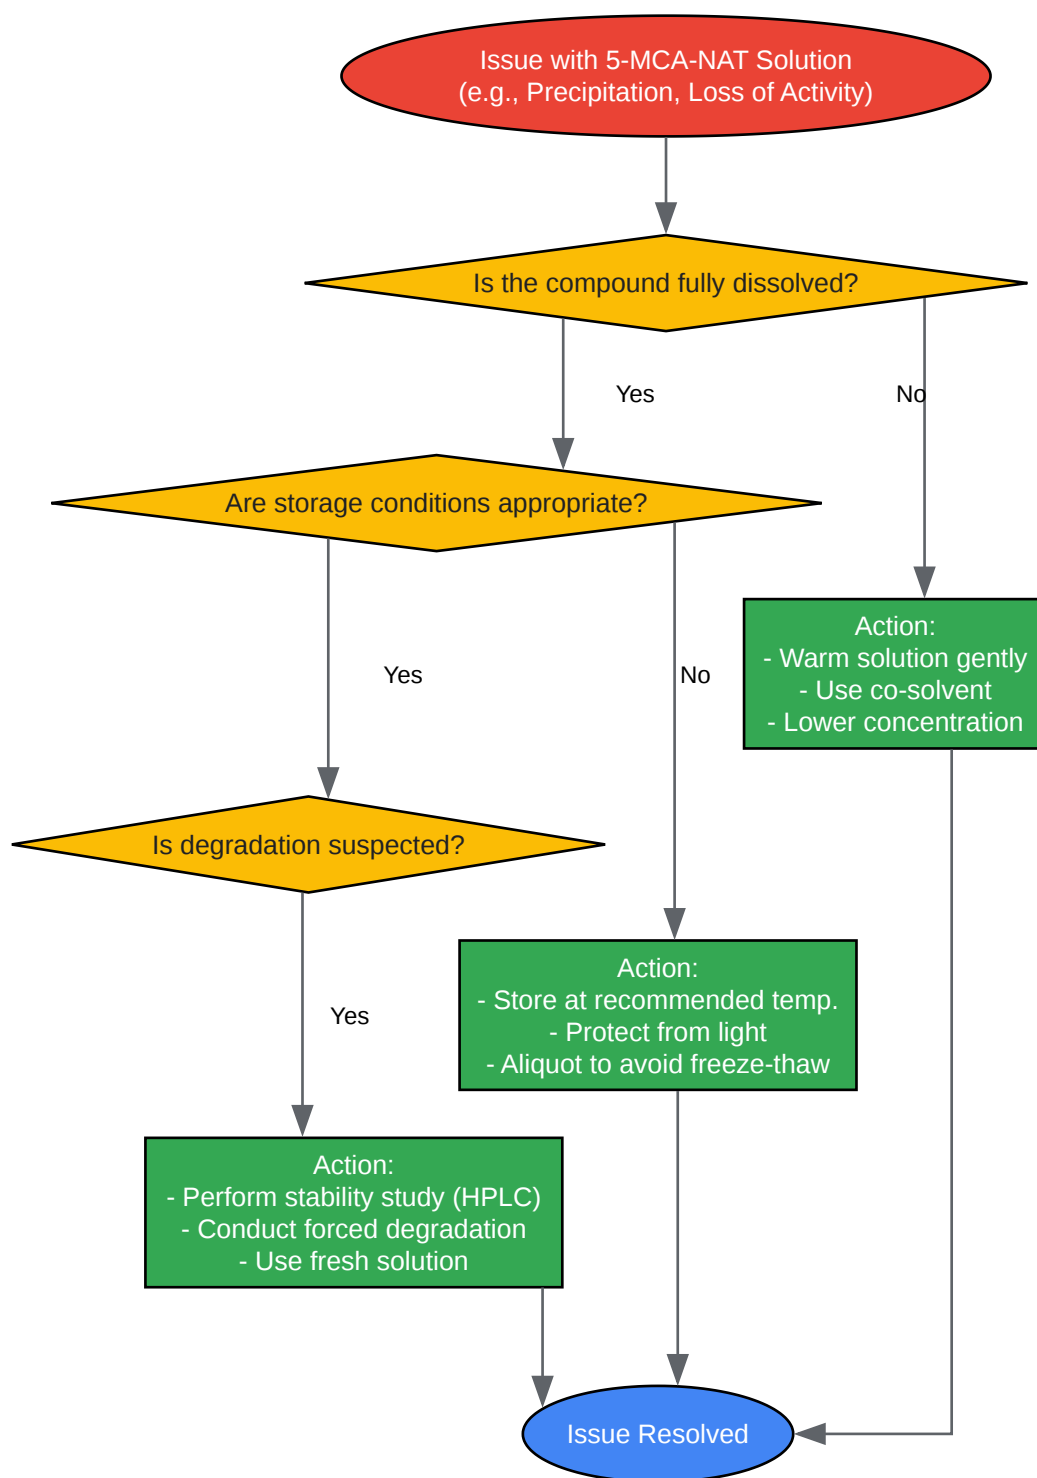 Issue with 5-MCA-NAT Solution
(e.g., Precipitation, Loss of Activity)
Is the compound fully dissolved?
Yes
No
Are storage conditions appropriate?
Action:
- Warm solution gently
- Use co-solvent
- Lower concentration
Yes
No
Is degradation suspected?
Action:
- Store at recommended temp.
- Protect from light
- Aliquot to avoid freeze-thaw
Yes
Action:
- Perform stability study (HPLC)
- Conduct forced degradation
- Use fresh solution
Issue Resolved